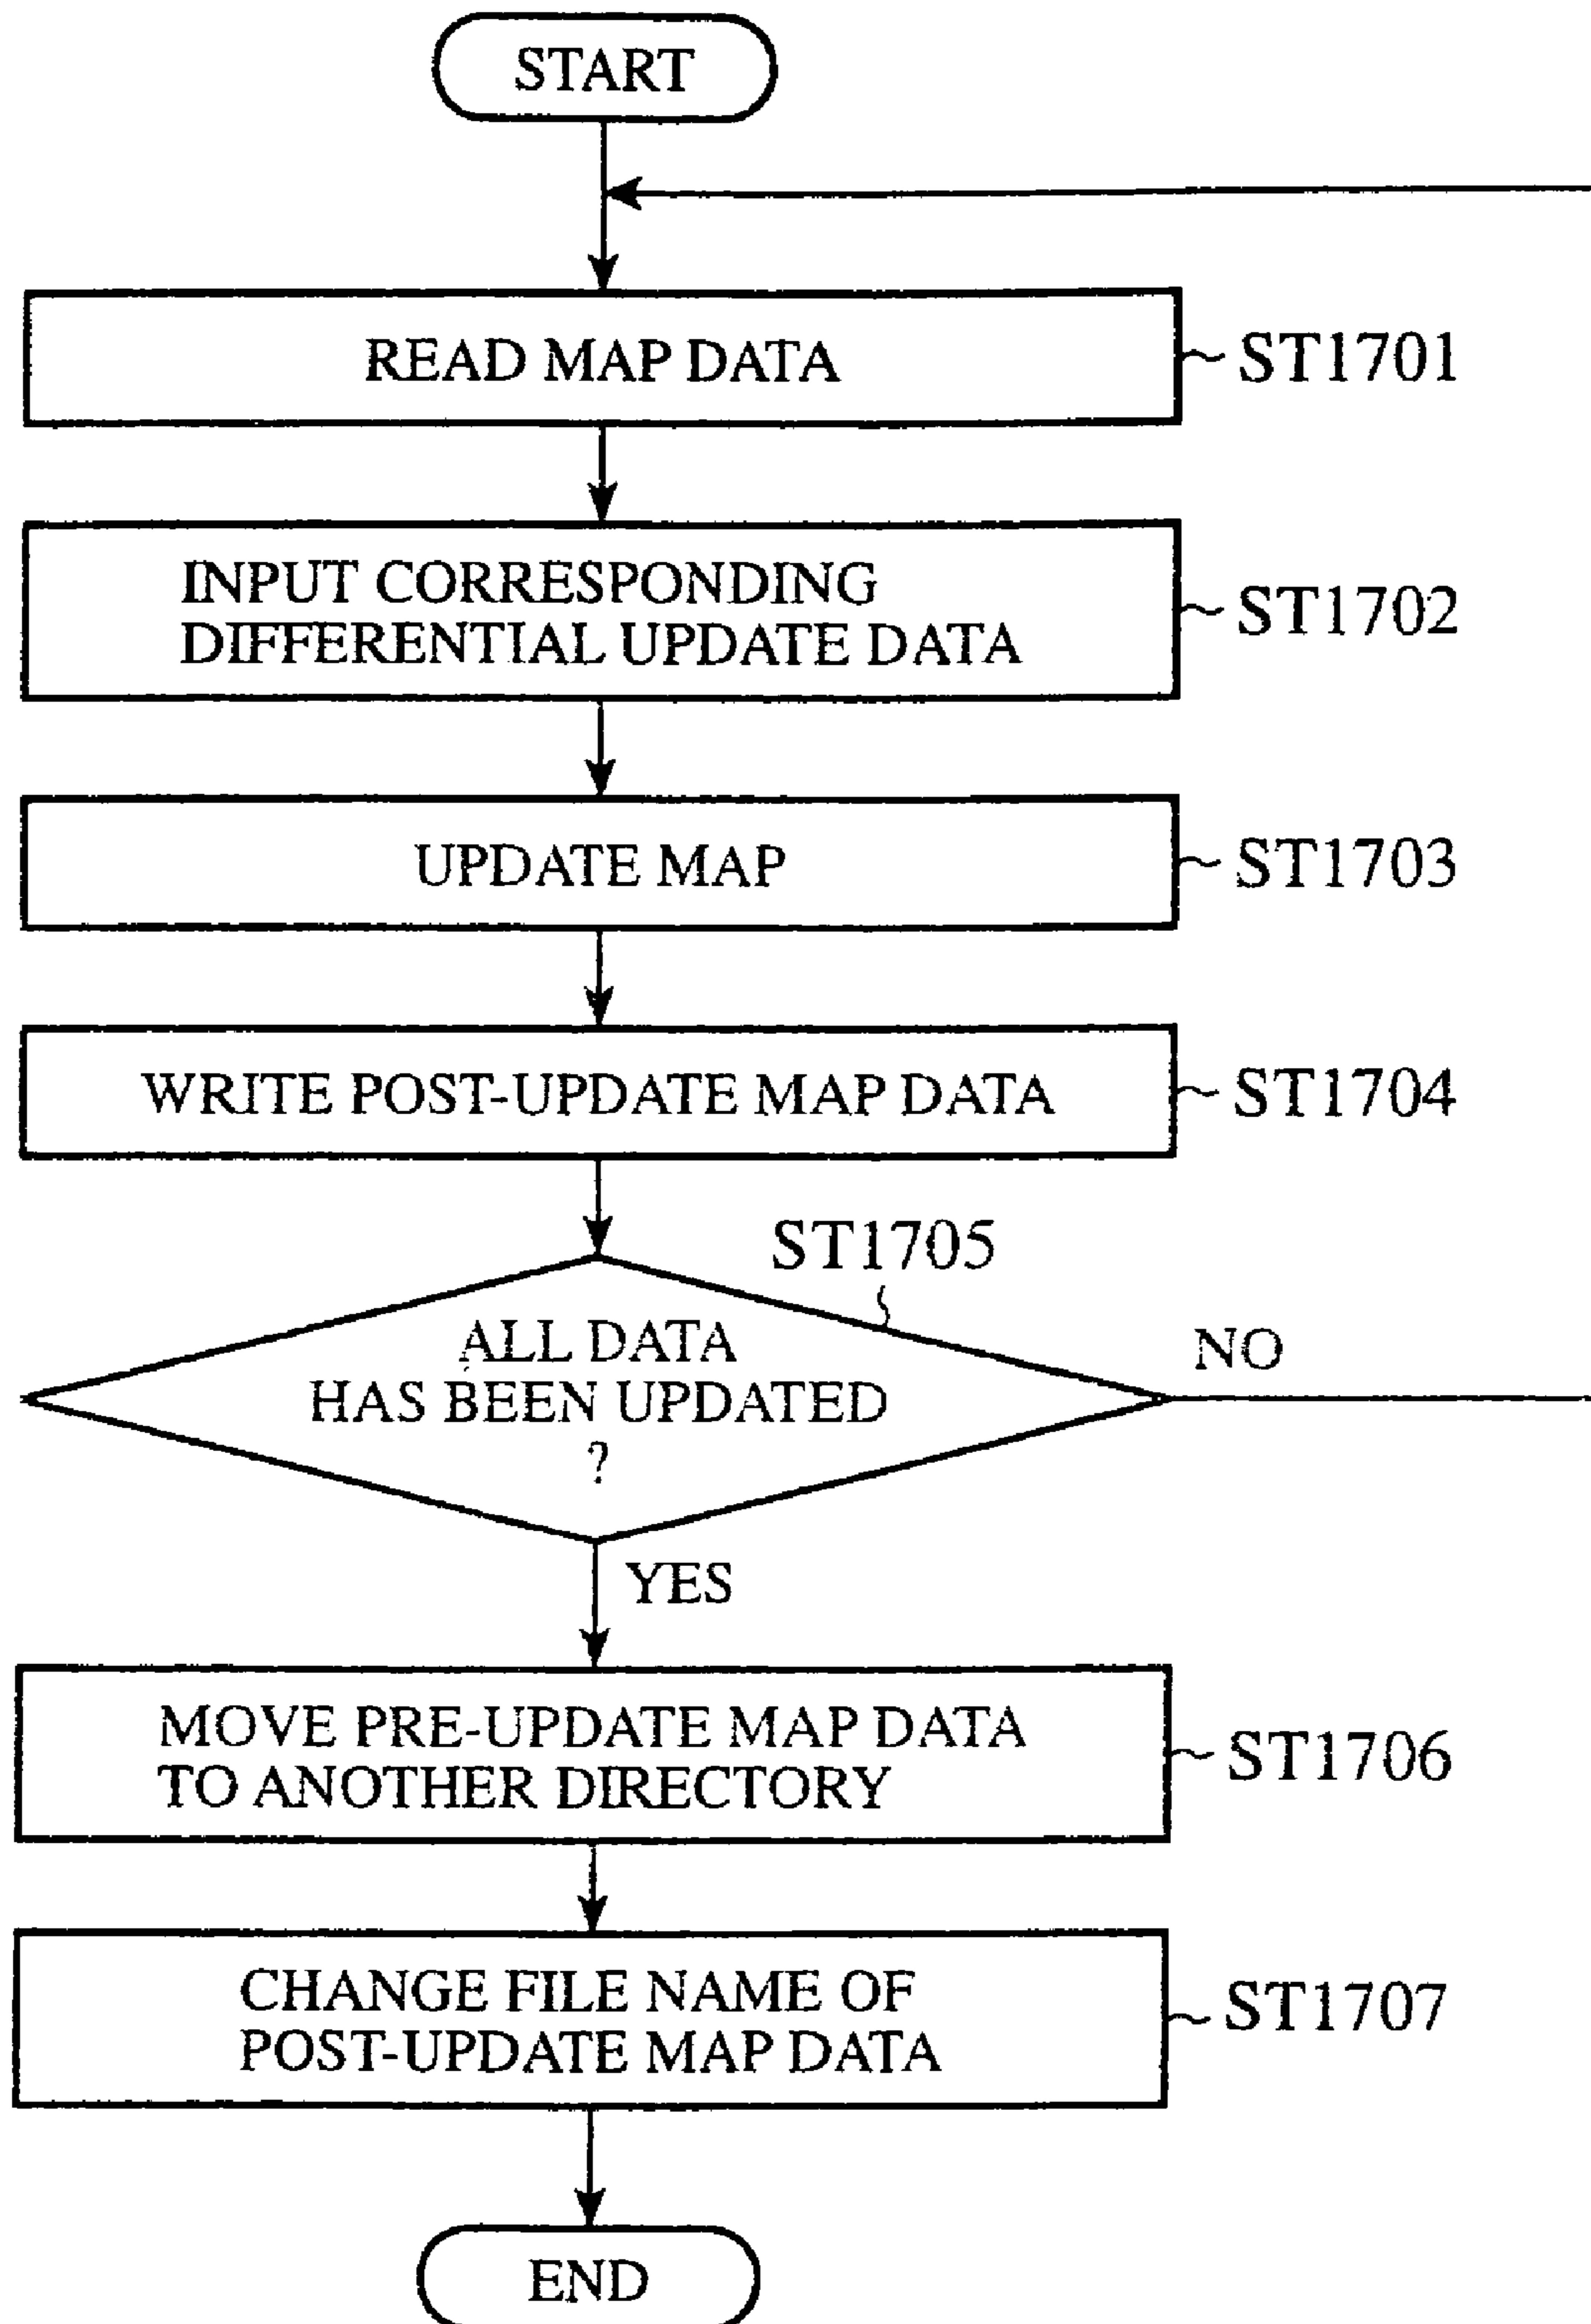 START
READ MAP DATA
ST1701
INPUT CORRESPONDING
DIFFERENTIAL UPDATE DATA
ST1702
UPDATE MAP
ST1703
WRITE POST-UPDATE MAP DATA
ST1704
ST1705
ALL DATA
HAS BEEN UPDATED
?
NO
YES
MOVE PRE-UPDATE MAP DATA
TO ANOTHER DIRECTORY
ST1706
CHANGE FILE NAME OF
POST-UPDATE MAP DATA
ST1707
END